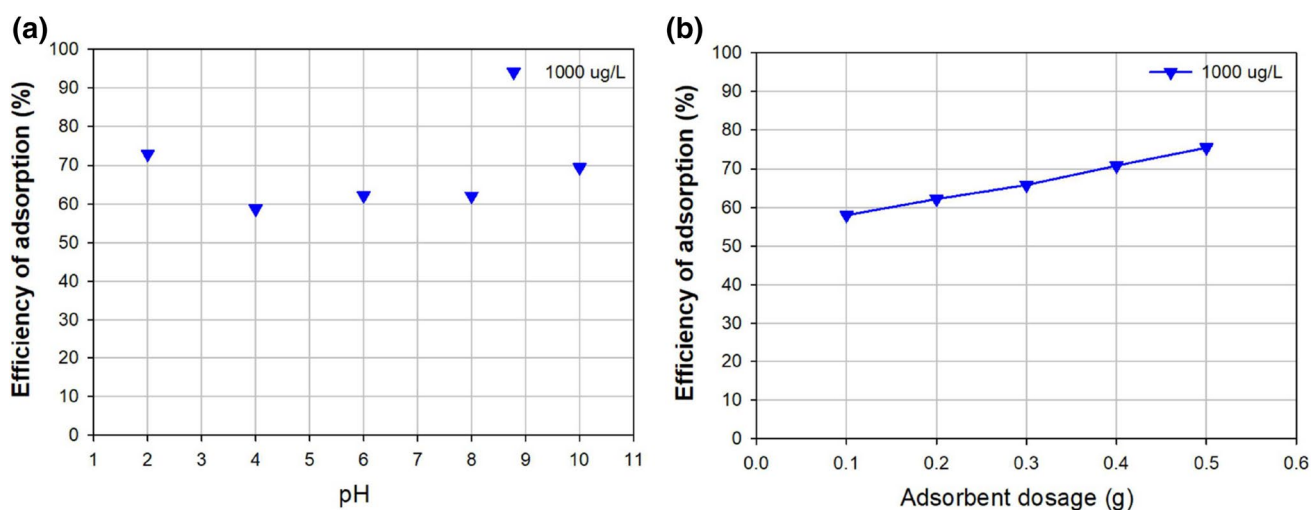 (a)
Efficiency of adsorption (%)
100
90
80
70
60
50
40
30
20
10
0
1000 ug/L
1 2 3 4 5 6 7 8 9 10 11
pH
(b)
Efficiency of adsorption (%)
100
90
80
70
60
50
40
30
20
10
0
1000 ug/L
0.0 0.1 0.2 0.3 0.4 0.5 0.6
Adsorbent dosage (g)